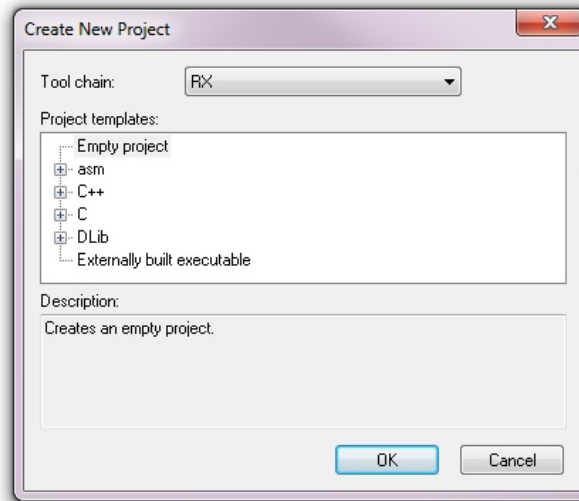 Create New Project
Tool chain: RX
Project templates:
Empty project
asm
C++
C
DLib
Externally built executable
Description:
Creates an empty project.
OK Cancel